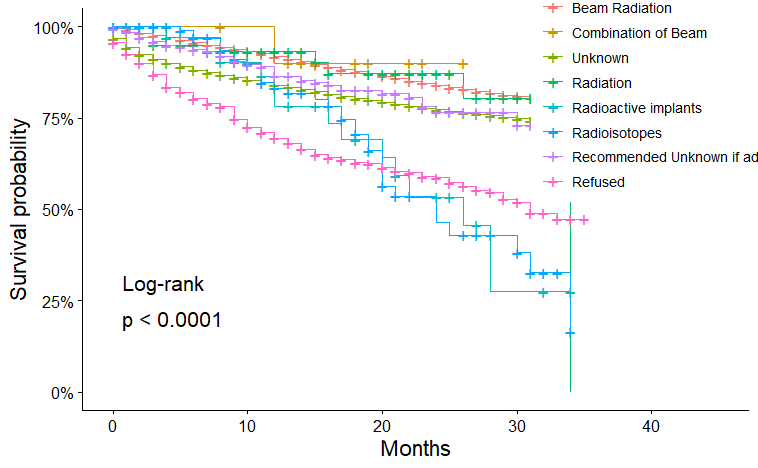 Beam Radiation
Combination of Beam
Unknown
Radiation
Radioactive implants
Radioisotopes
Recommended Unknown if ad
Refused
Survival probability
100%
75%
50%
25%
0%
Log-rank
p < 0.0001
0 10 20 30 40
Months